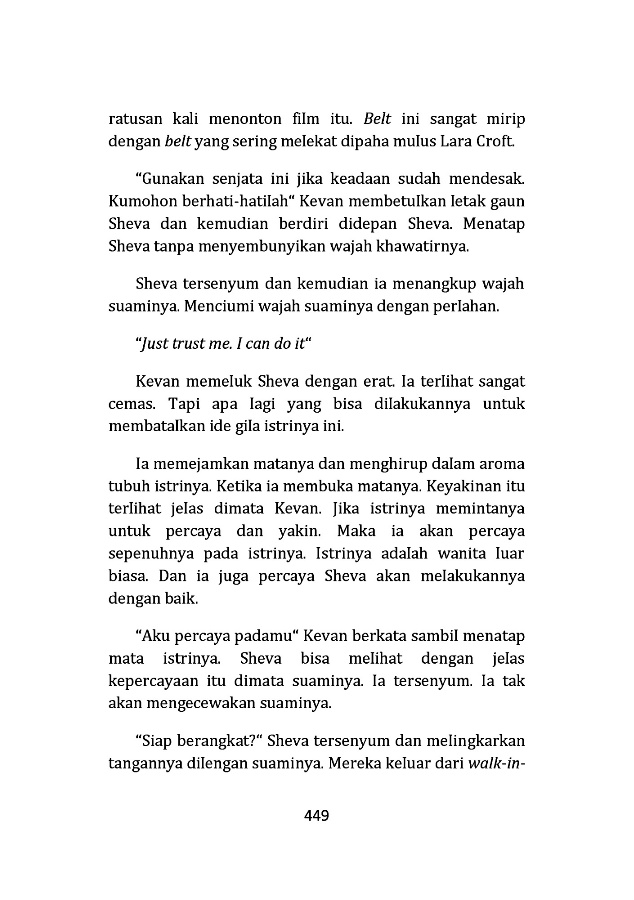 ratusan kali menonton film itu. Belt ini sangat mirip
dengan belt yang sering melekat dipaha mulus Lara Croft.
“Gunakan senjata ini jika keadaan sudah mendesak.
Kumohon berhati-hatilah“ Kevan membetulkan letak gaun
Sheva dan kemudian berdiri didepan Sheva. Menatap
Sheva tanpa menyembunyikan wajah khawatirnya.
Sheva tersenyum dan kemudian ia menangkup wajah
suaminya. Menciumi wajah suaminya dengan perlahan.
“Just trust me. I can do it“
Kevan memeluk Sheva dengan erat. Ia terlihat sangat
cemas. Tapi apa lagi yang bisa dilakukannya untuk
membatalkan ide gila istrinya ini.
Ia memejamkan matanya dan menghirup dalam aroma
tubuh istrinya. Ketika ia membuka matanya. Keyakinan itu
terlihat jelas dimata Kevan. Jika istrinya memintanya
untuk percaya dan yakin. Maka ia akan percaya
sepenuhnya pada istrinya. Istrinya adalah wanita luar
biasa. Dan ia juga percaya Sheva akan melakukannya
dengan baik.
“Aku percaya padamu“ Kevan berkata sambil menatap
mata istrinya. Sheva bisa melihat dengan jelas
kepercayaan itu dimata suaminya. Ia tersenyum. Ia tak
akan mengecewakan suaminya.
“Siap berangkat?“ Sheva tersenyum dan melingkarkan
tangannya dilengan suaminya. Mereka keluar dari walk-in-
449